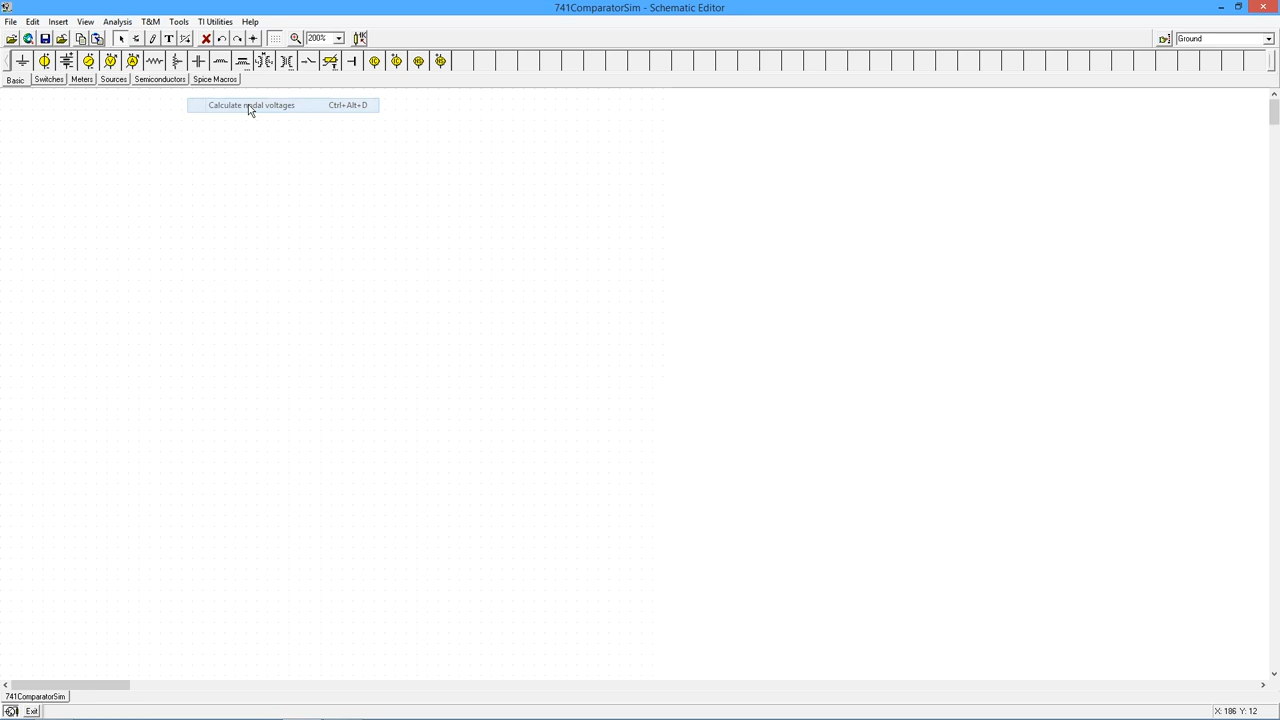 741ComparatorSim - Schematic Editor
File Edit Insert View Analysis T&M Tools TI Utilities Help
200% Ground
Basic Switches Meters Sources Semiconductors Spice Macros
Calculate nodal voltages Ctrl+Alt+D
741ComparatorSim
Exit X: 186 Y: 12